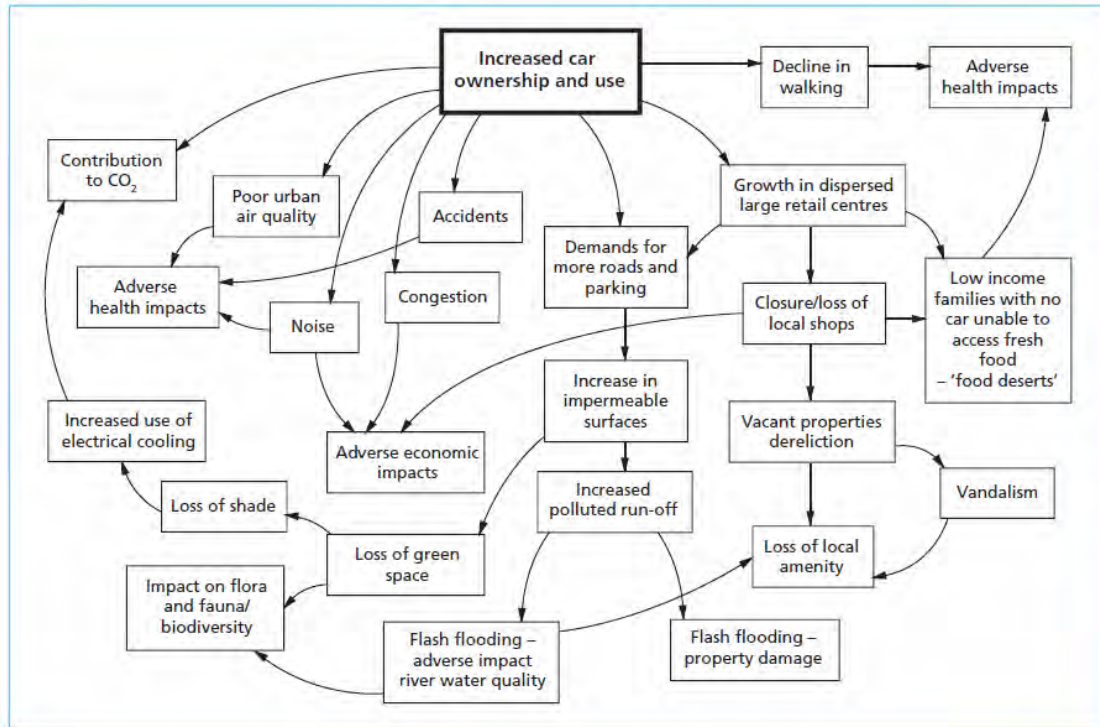 Increased car
ownership and use
Decline in
walking
Adverse
health impacts
Contribution
to CO₂
Poor urban
air quality
Accidents
Growth in dispersed
large retail centres
Demands for
more roads and
parking
Adverse
health impacts
Noise
Congestion
Closure/loss of
local shops
Low income
families with no
car unable to
access fresh
food
– ‘food deserts’
Increase in
impermeable
surfaces
Increased use of
electrical cooling
Adverse economic
impacts
Vacant properties
dereliction
Loss of shade
Increased
polluted run-off
Vandalism
Loss of green
space
Loss of local
amenity
Impact on flora
and fauna/
biodiversity
Flash flooding –
adverse impact
river water quality
Flash flooding –
property damage